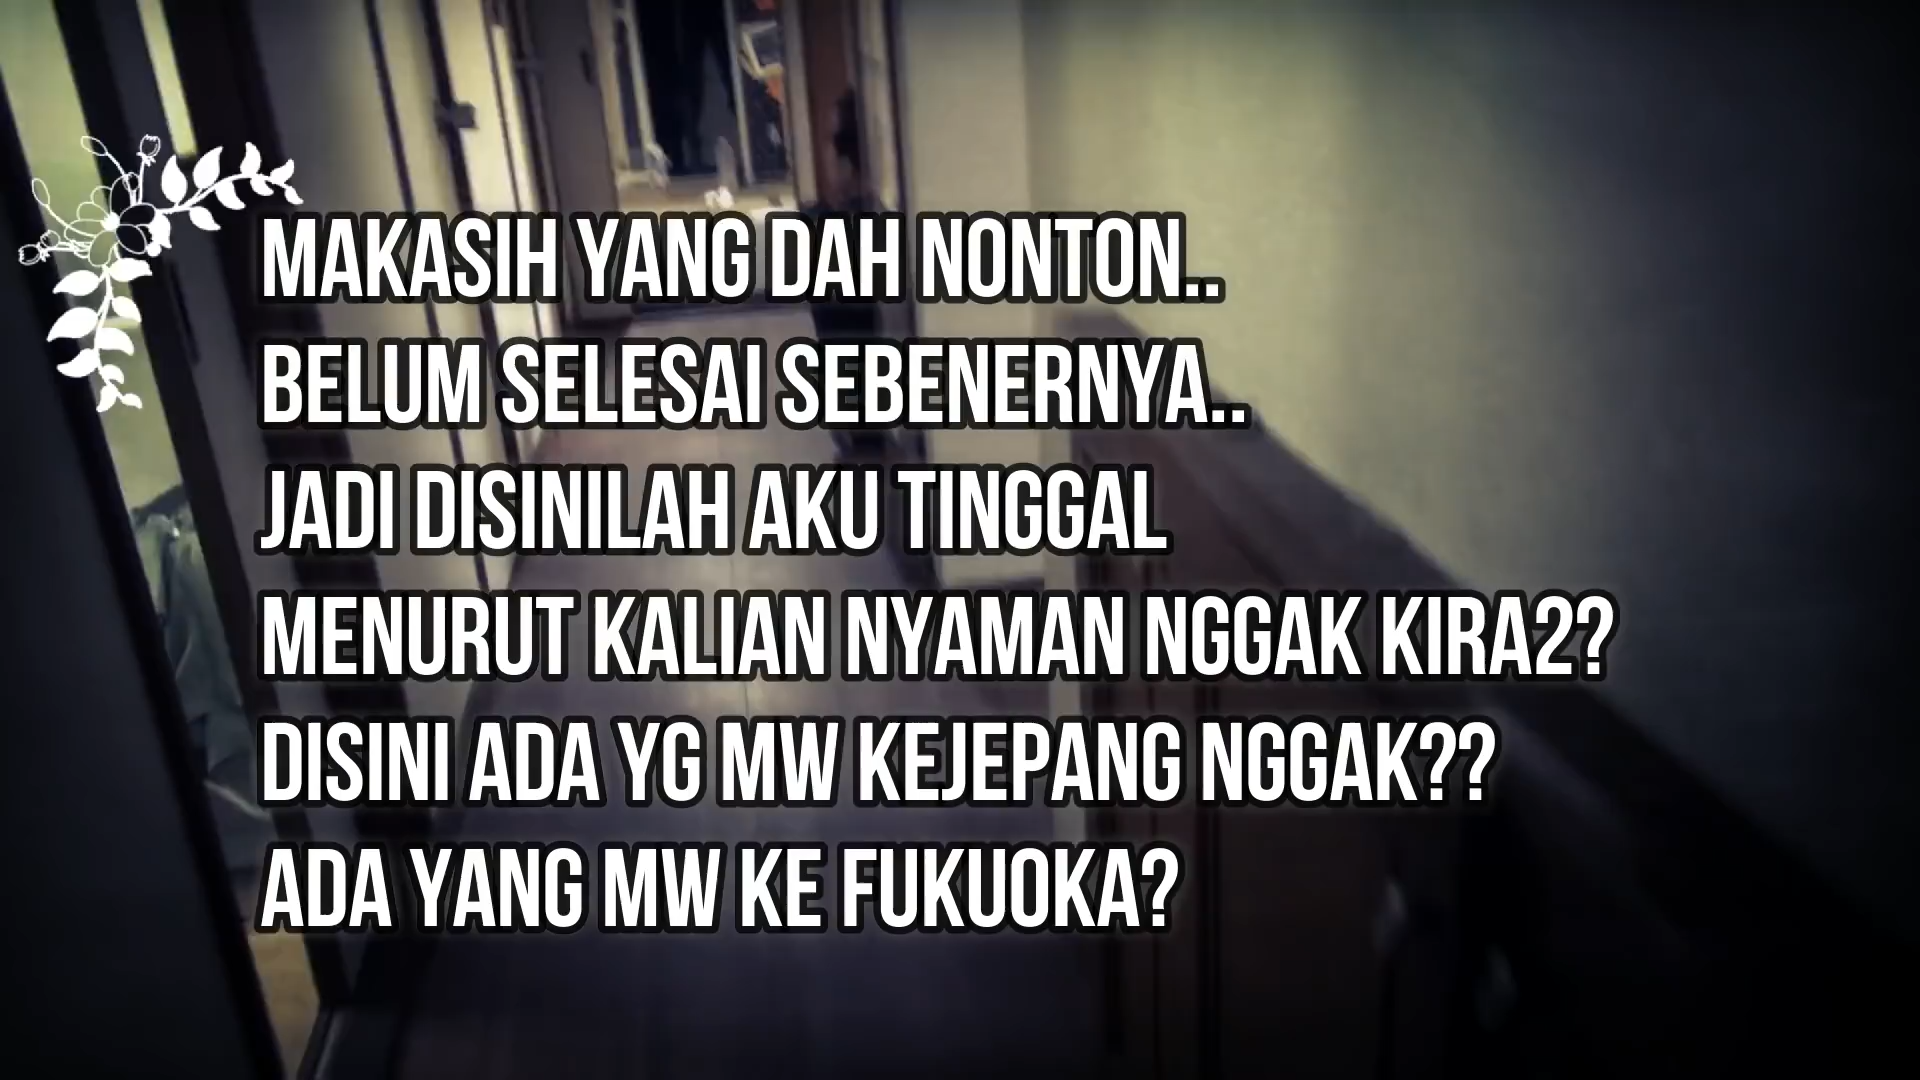 MAKASIH YANG DAH NONTON..
BELUM SELESAI SEBENERNYA..
JADI DISINILAH AKU TINGGAL
MENURUT KALIAN NYAMAN NGGAK KIRA2?
DISINI ADA YG MW KEJEPANG NGGAK??
ADA YANG MW KE FUKUOKA?